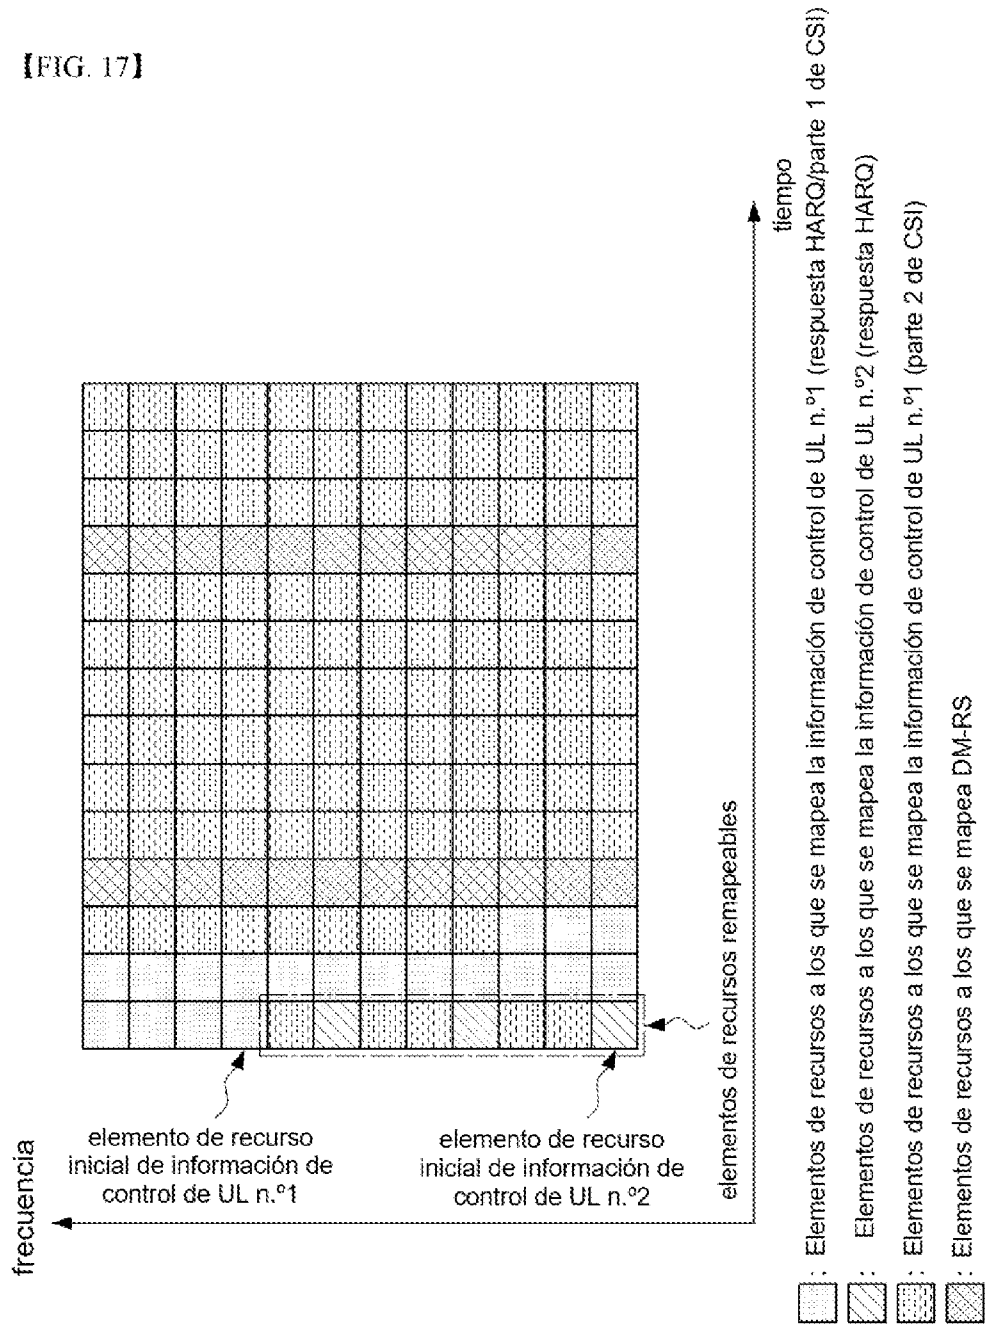 【FIG. 17】
frecuencia
elemento de recurso
inicial de información de
control de UL n.º1
elemento de recurso
inicial de información de
control de UL n.º2
elementos de recursos remapeables
tiempo
: Elementos de recursos a los que se mapea la información de control de UL n.º1 (respuesta HARQ/parte 1 de CSI)
: Elementos de recursos a los que se mapea la información de control de UL n.º2 (respuesta HARQ)
: Elementos de recursos a los que se mapea la información de control de UL n.º1 (parte 2 de CSI)
: Elementos de recursos a los que se mapea DM-RS